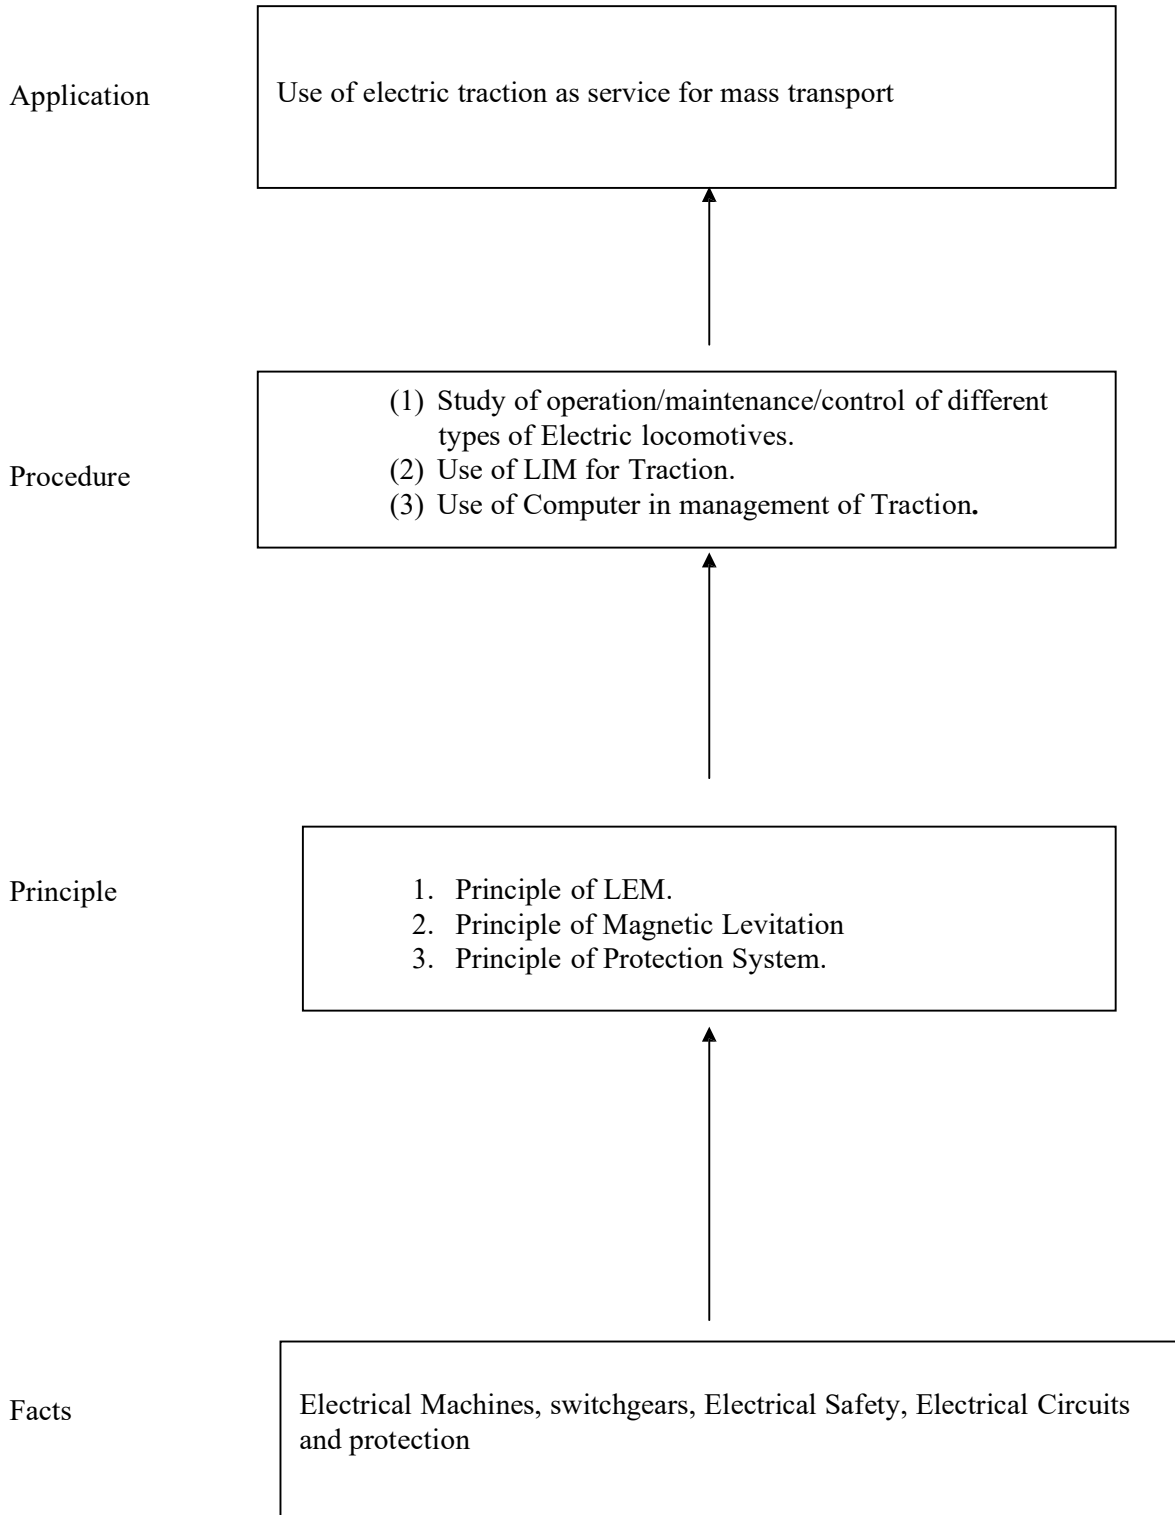 Application
Use of electric traction as service for mass transport
Procedure
(1) Study of operation/maintenance/control of different
types of Electric locomotives.
(2) Use of LIM for Traction.
(3) Use of Computer in management of Traction.
Principle
1. Principle of LEM.
2. Principle of Magnetic Levitation
3. Principle of Protection System.
Facts
Electrical Machines, switchgears, Electrical Safety, Electrical Circuits
and protection